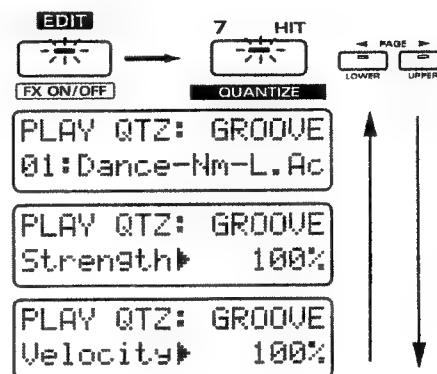 EDIT
7 HIT
◄ PAGE ►
LOWER UPPER
FX ON/OFF
QUANTIZE
PLAY QTZ: GROOVE
01:Dance-Nm-L.Ac
PLAY QTZ: GROOVE
Strength▶ 100%
PLAY QTZ: GROOVE
Velocity▶ 100%